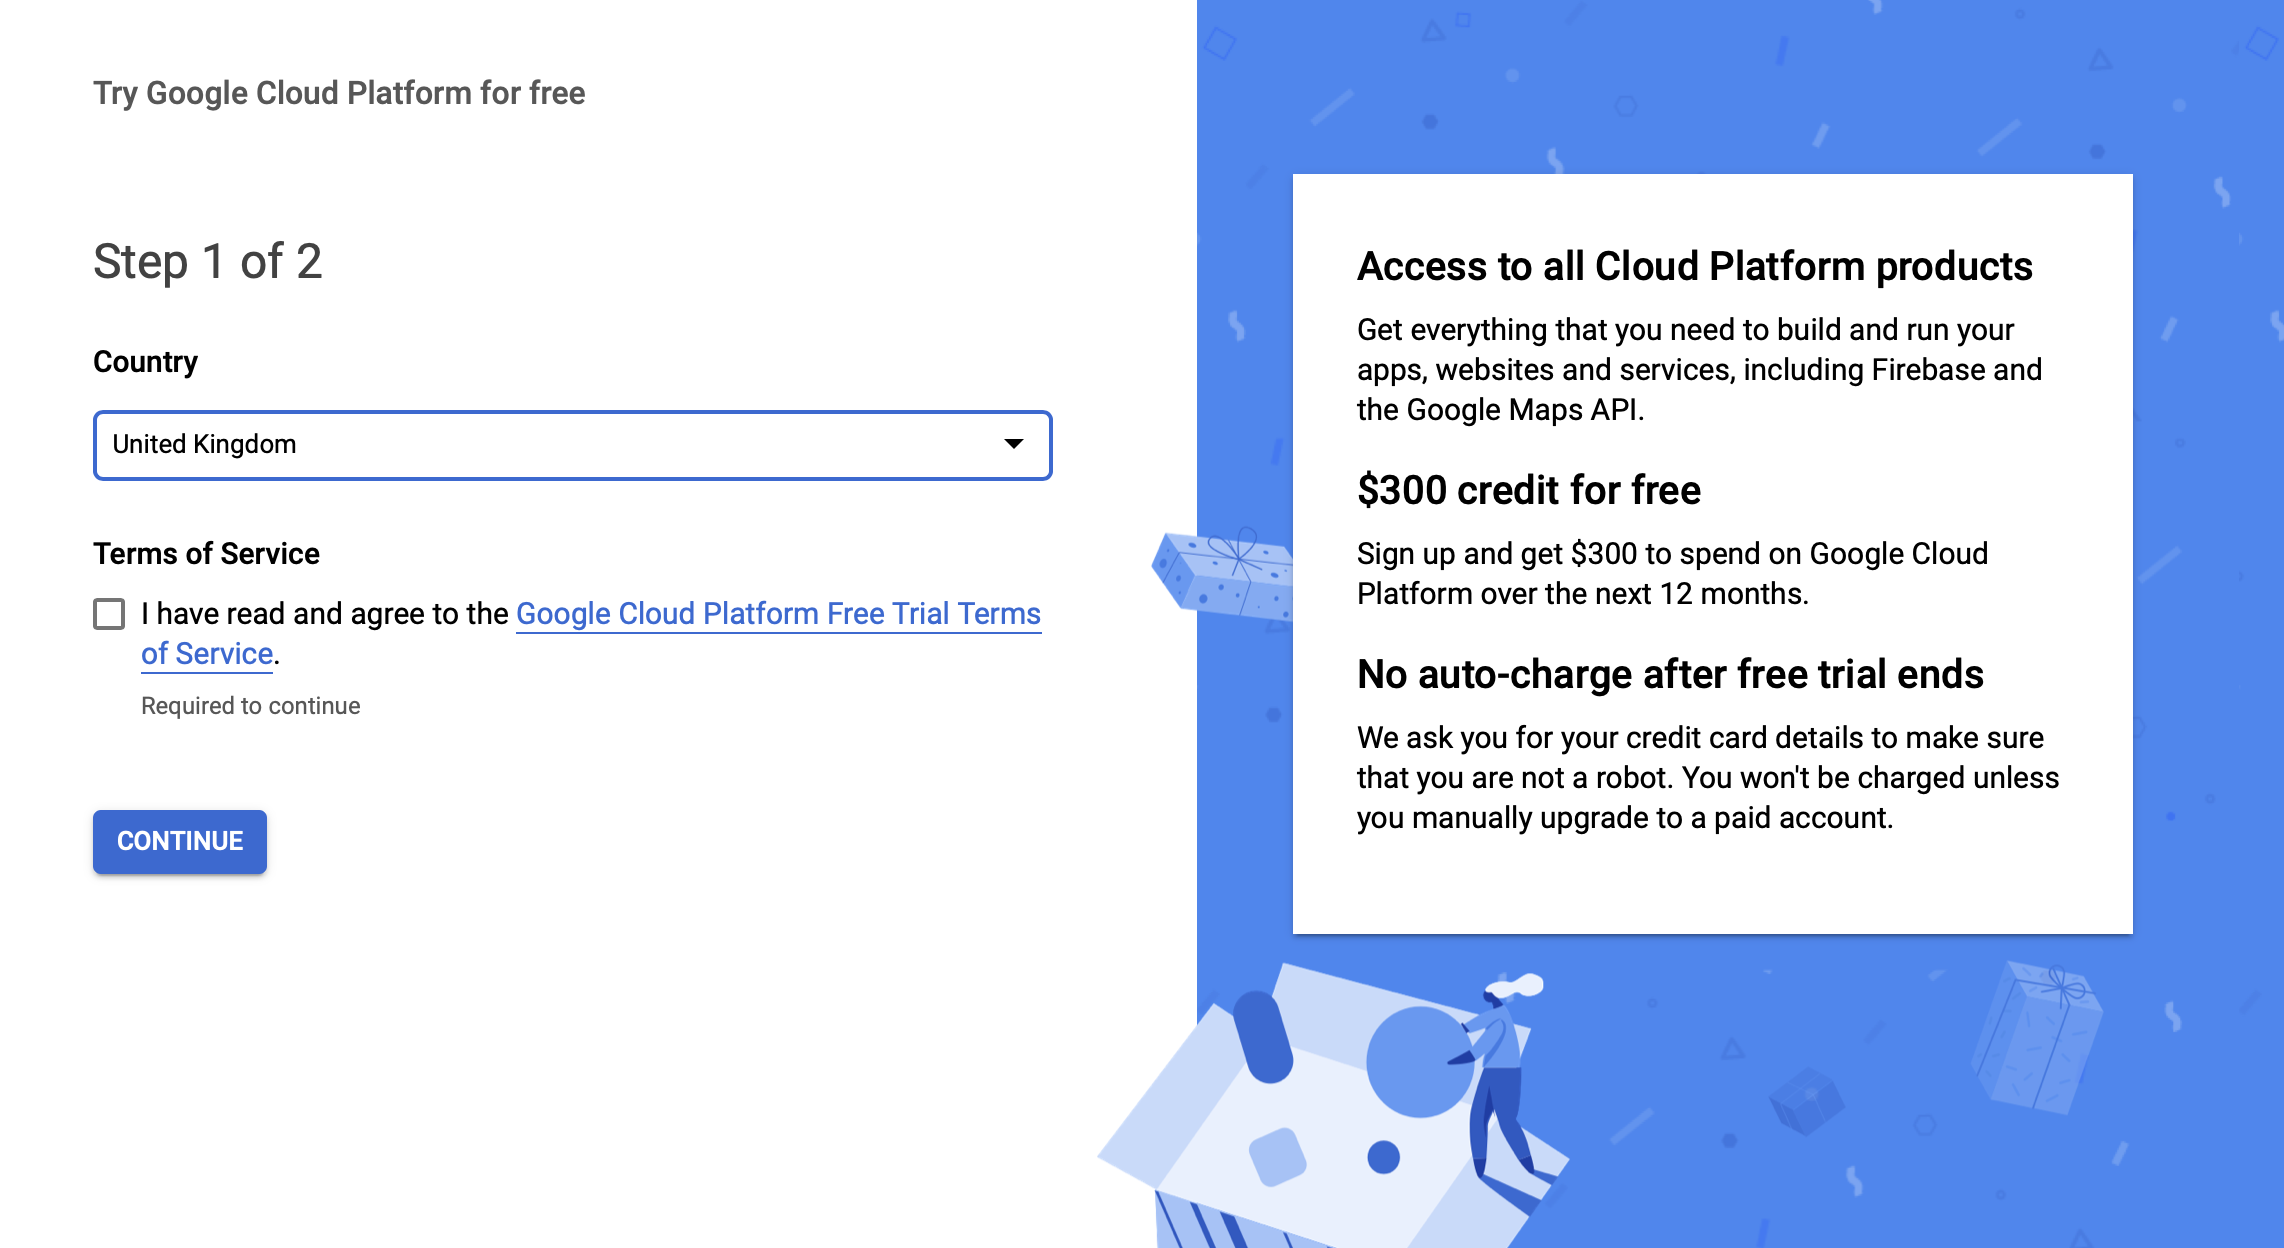 Try Google Cloud Platform for free
Step 1 of 2
Country
United Kingdom
Terms of Service
I have read and agree to the Google Cloud Platform Free Trial Terms
of Service.
Required to continue
CONTINUE
Access to all Cloud Platform products
Get everything that you need to build and run your
apps, websites and services, including Firebase and
the Google Maps API.
$300 credit for free
Sign up and get $300 to spend on Google Cloud
Platform over the next 12 months.
No auto-charge after free trial ends
We ask you for your credit card details to make sure
that you are not a robot. You won't be charged unless
you manually upgrade to a paid account.